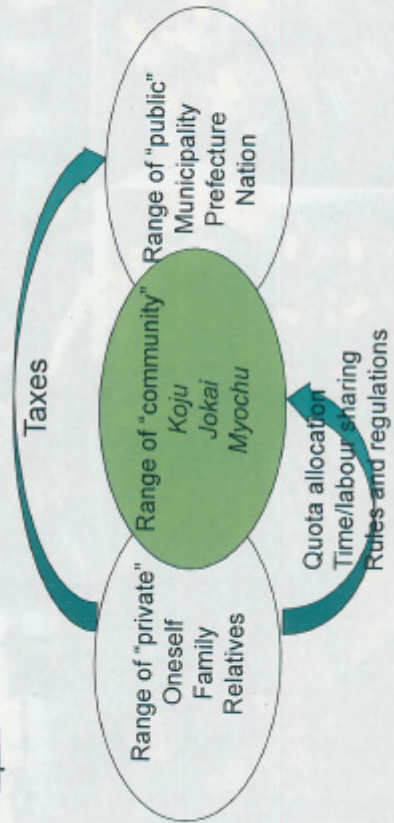 Taxes
Range of "private"
Oneself
Family
Relatives
Range of "community"
Koju
Jokai
Myochu
Range of "public"
Municipality
Prefecture
Nation
Quota allocation
Time/labour sharing
Rules and regulations